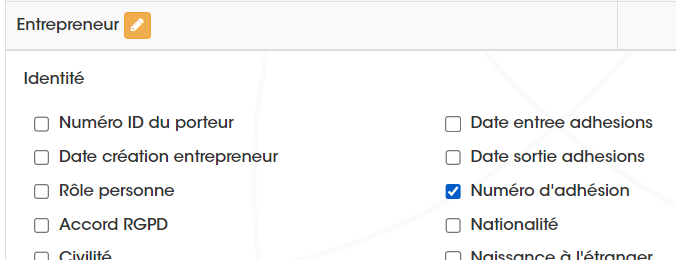 Entrepreneur
Identité
Numéro ID du porteur
Date entree adhesions
Date création entrepreneur
Date sortie adhesions
Rôle personne
Numéro d'adhésion
Accord RGPD
Nationalité
Civilité
Naissance à l'étranger